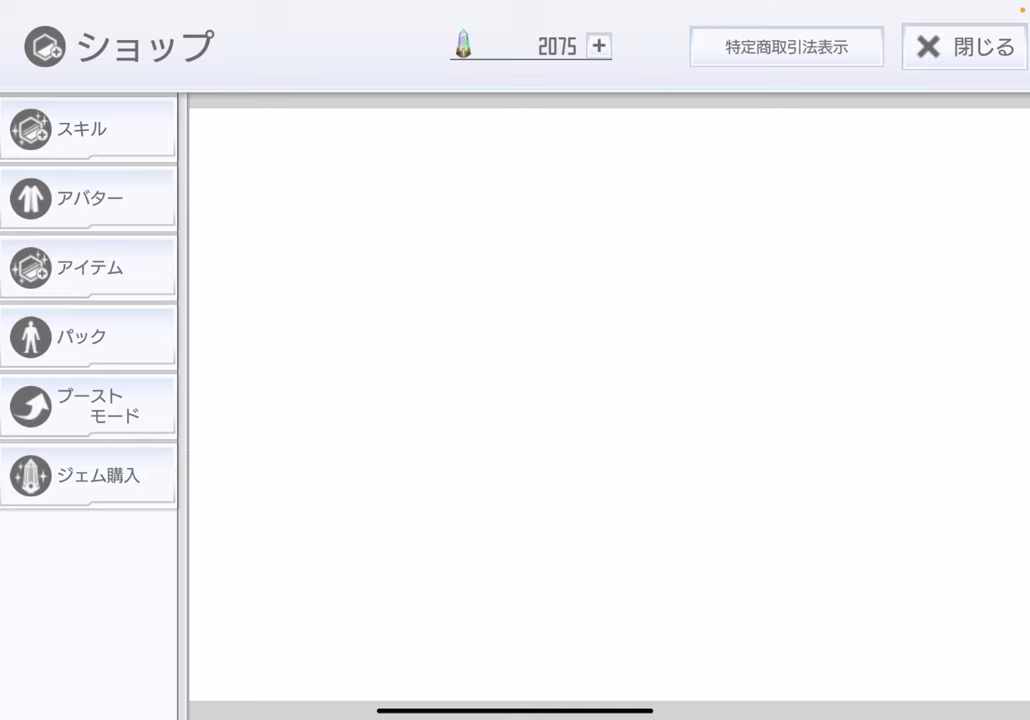 ショップ
2075
特定商取引法表示
閉じる
スキル
アバター
アイテム
パック
ブースト
モード
ジェム購入